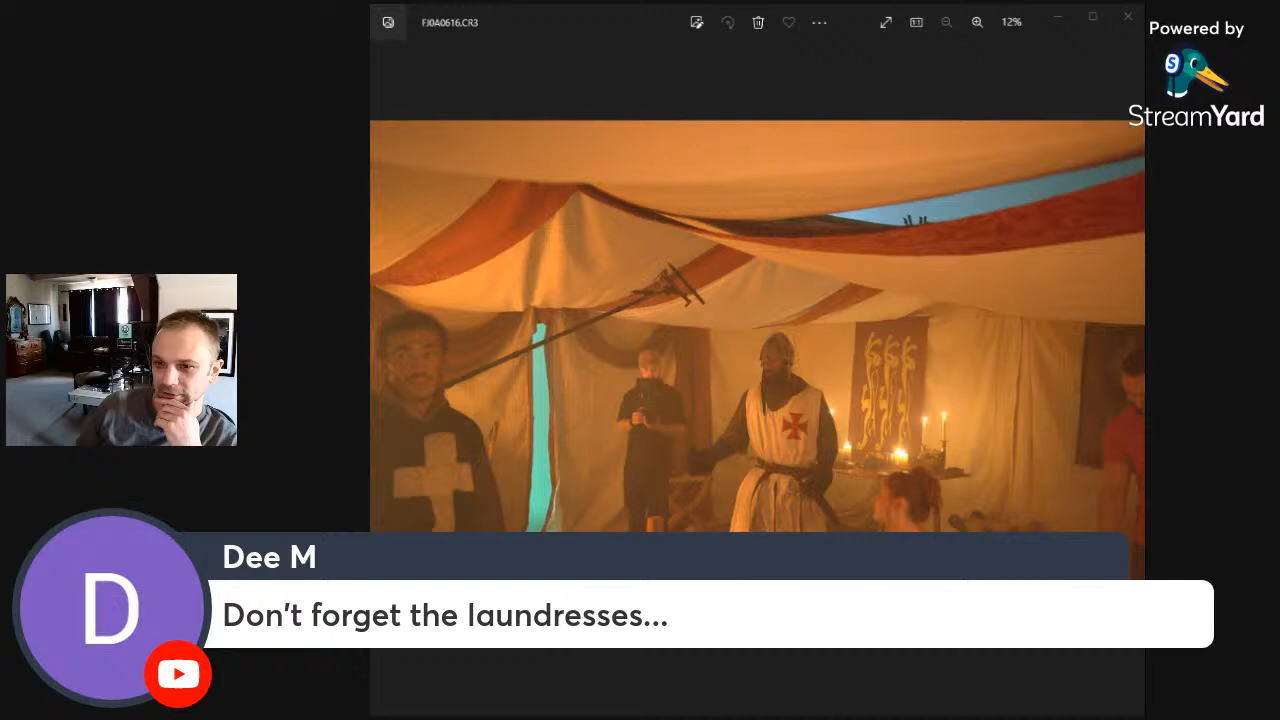 FJ0A0616.CR3
12%
Powered by
S
StreamYard
D
Dee M
Don't forget the laundresses...